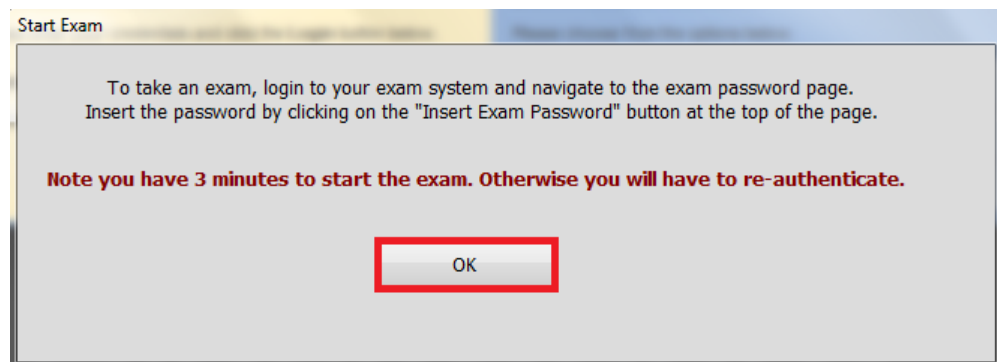 Start Exam
To take an exam, login to your exam system and navigate to the exam password page.
Insert the password by clicking on the "Insert Exam Password" button at the top of the page.
Note you have 3 minutes to start the exam. Otherwise you will have to re-authenticate.
OK